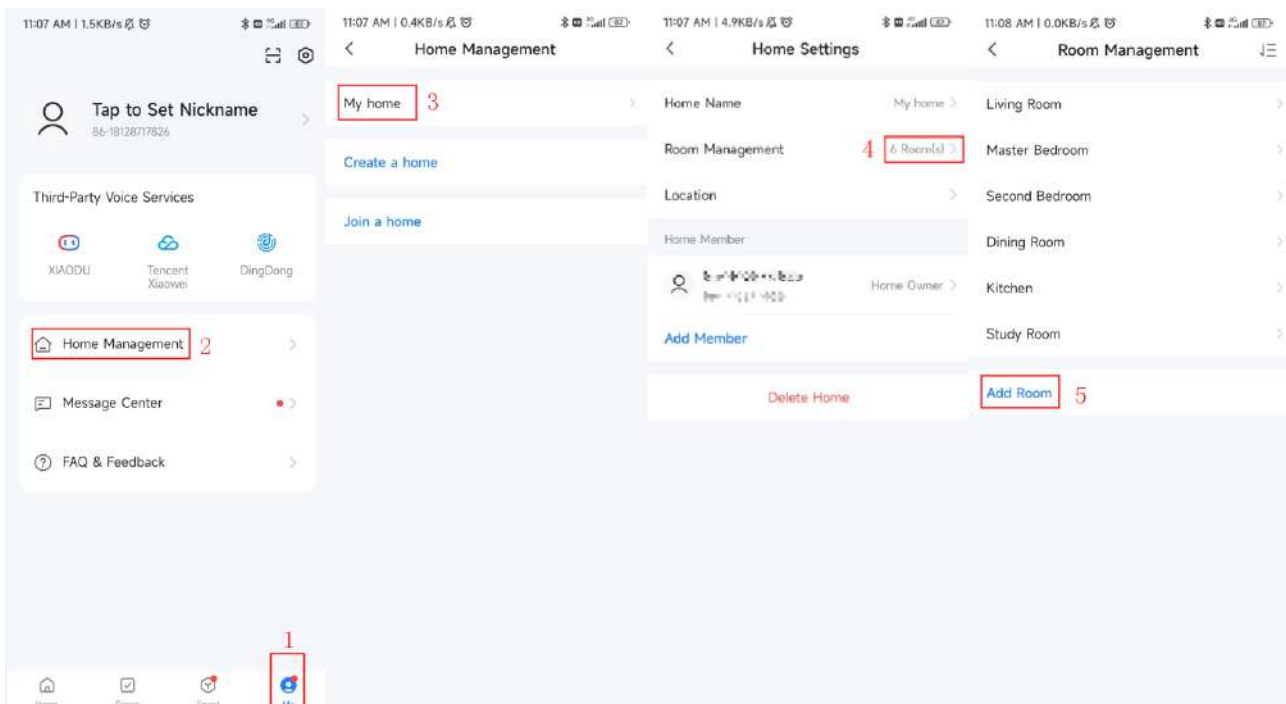 11:07 AM | 1.5KB/s
Tap to Set Nickname
86-18128717826
Third-Party Voice Services
XIAODU
Tencent Xiaowei
DingDong
Home Management 2
Message Center
FAQ & Feedback
1
11:07 AM | 0.4KB/s
Home Management
My home 3
Create a home
Join a home
11:07 AM | 4.9KB/s
Home Settings
Home Name My home
Room Management 4 6 Room(s)
Location
Home Member
Home Owner
Add Member
Delete Home
11:08 AM | 0.0KB/s
Room Management
Living Room
Master Bedroom
Second Bedroom
Dining Room
Kitchen
Study Room
Add Room 5